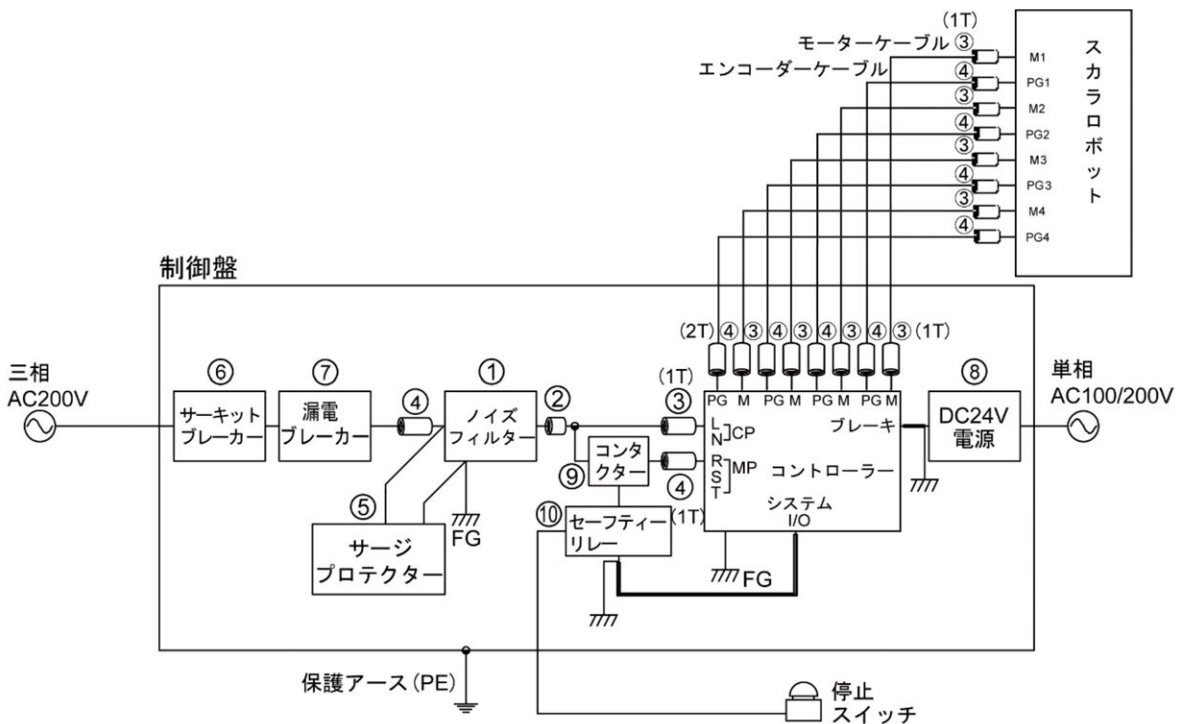 (1T)
モーターケーブル ③
エンコーダーケーブル
④
③
④
③
④
③
④
M1
PG1
M2
PG2
M3
PG3
M4
PG4
スカラロボット
制御盤
三相
AC200V
⑥
サーキット
ブレーカー
⑦
漏電
ブレーカー
④
①
ノイズ
フィルター
②
⑤
サージ
プロテクター
FG
(2T) ④ ③ ④ ③ ④ ③ ④ ③ (1T)
PG M PG M PG M PG M
(1T)
③
L
N
CP
R
S
T
MP
ブレーキ
コントローラー
システム
I/O
⑨
コンタ
クター
④
(1T)
⑩
セーフティー
リレー
FG
⑧
DC24V
電源
単相
AC100/200V
保護アース(PE)
停止
スイッチ